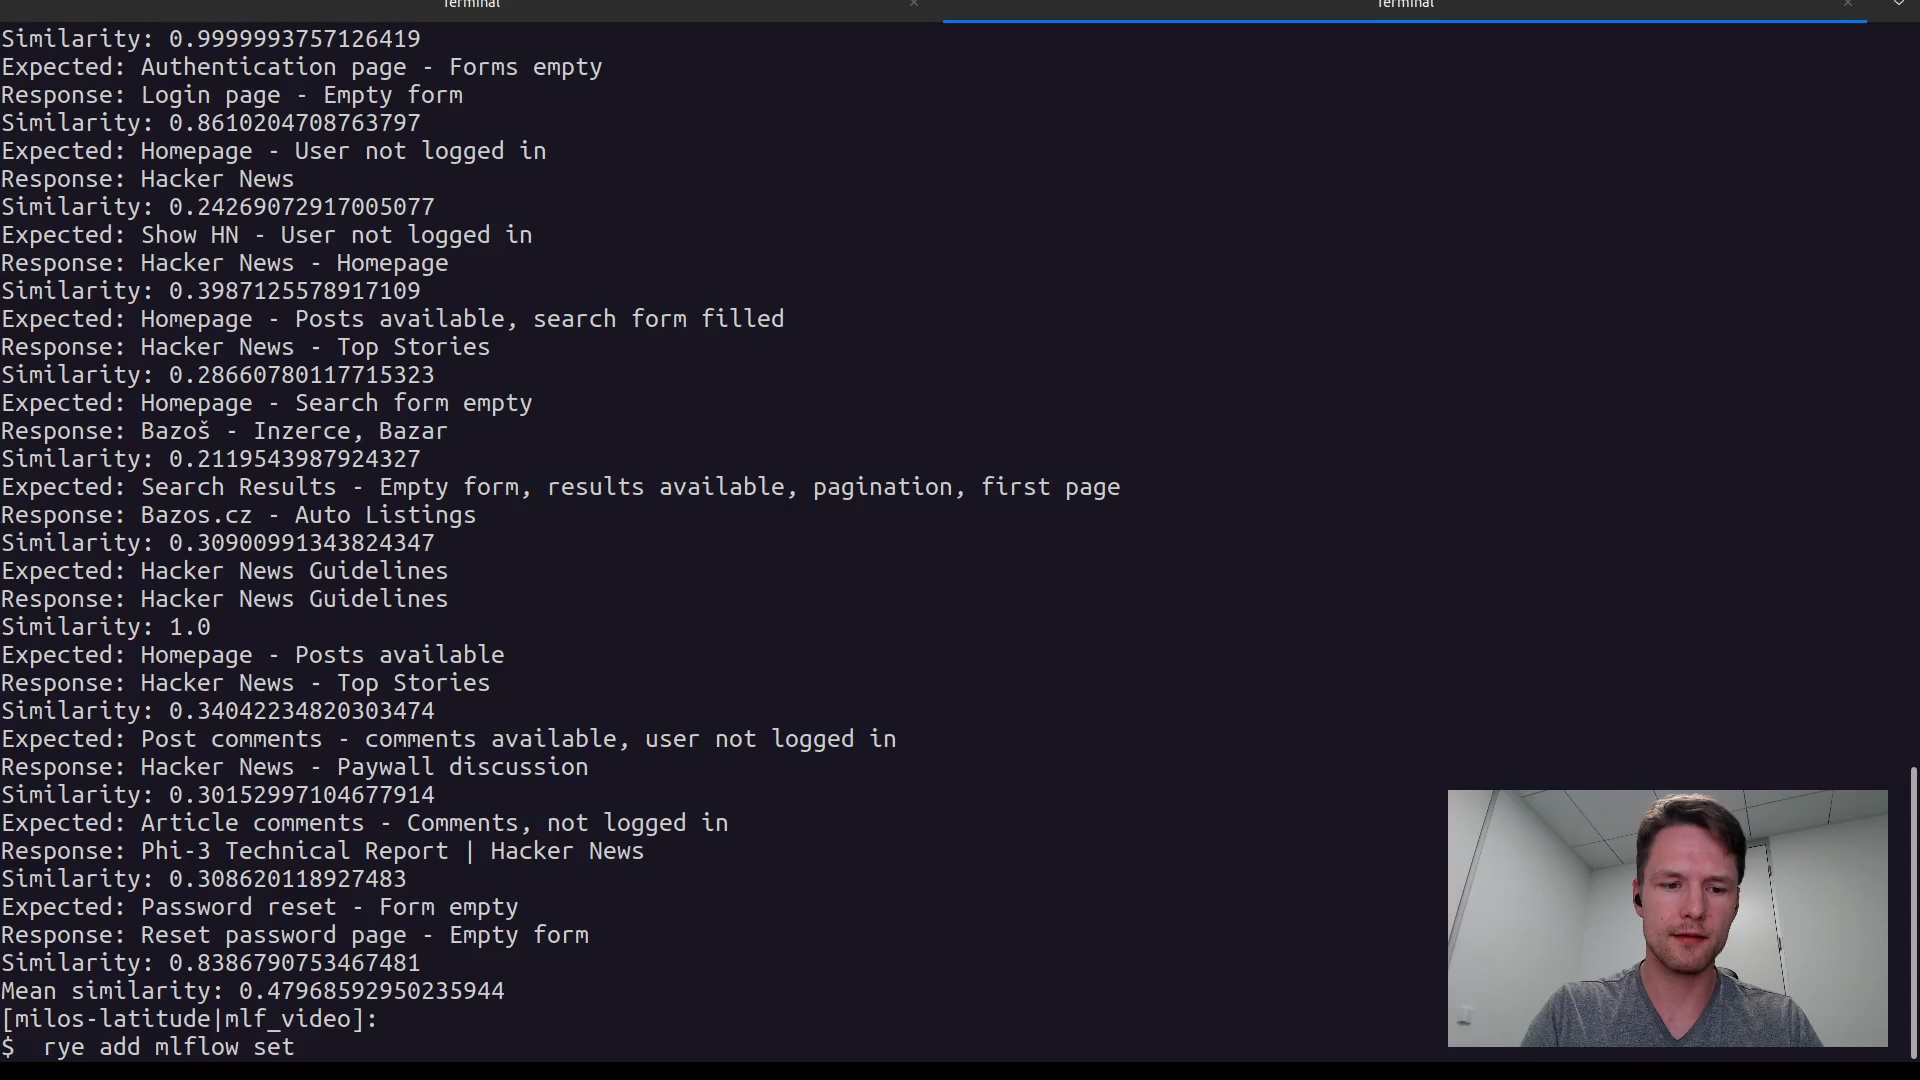 Terminal × Terminal ×
Similarity: 0.9999993757126419
Expected: Authentication page - Forms empty
Response: Login page - Empty form
Similarity: 0.8610204708763797
Expected: Homepage - User not logged in
Response: Hacker News
Similarity: 0.24269072917005077
Expected: Show HN - User not logged in
Response: Hacker News - Homepage
Similarity: 0.3987125578917109
Expected: Homepage - Posts available, search form filled
Response: Hacker News - Top Stories
Similarity: 0.28660780117715323
Expected: Homepage - Search form empty
Response: Bazoš - Inzerce, Bazar
Similarity: 0.2119543987924327
Expected: Search Results - Empty form, results available, pagination, first page
Response: Bazos.cz - Auto Listings
Similarity: 0.30900991343824347
Expected: Hacker News Guidelines
Response: Hacker News Guidelines
Similarity: 1.0
Expected: Homepage - Posts available
Response: Hacker News - Top Stories
Similarity: 0.34042234820303474
Expected: Post comments - comments available, user not logged in
Response: Hacker News - Paywall discussion
Similarity: 0.30152997104677914
Expected: Article comments - Comments, not logged in
Response: Phi-3 Technical Report | Hacker News
Similarity: 0.308620118927483
Expected: Password reset - Form empty
Response: Reset password page - Empty form
Similarity: 0.8386790753467481
Mean similarity: 0.47968592950235944
[milos-latitude|mlf_video]:
$  rye add mlflow set